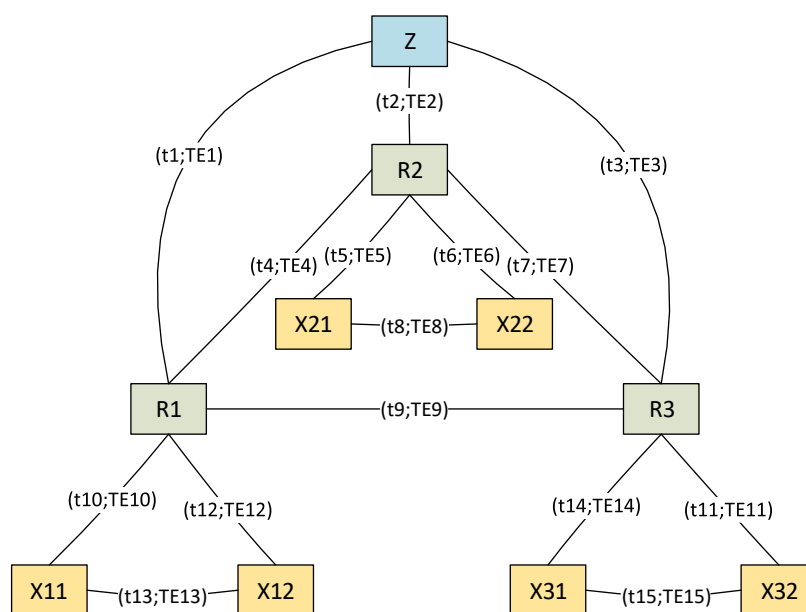 Z
(t2;TE2)
(t1;TE1)
(t3;TE3)
R2
(t5;TE5)
(t6;TE6)
(t4;TE4)
(t7;TE7)
X21
(t8;TE8)
X22
R1
(t9;TE9)
R3
(t10;TE10)
(t12;TE12)
(t14;TE14)
(t11;TE11)
X11
(t13;TE13)
X12
X31
(t15;TE15)
X32